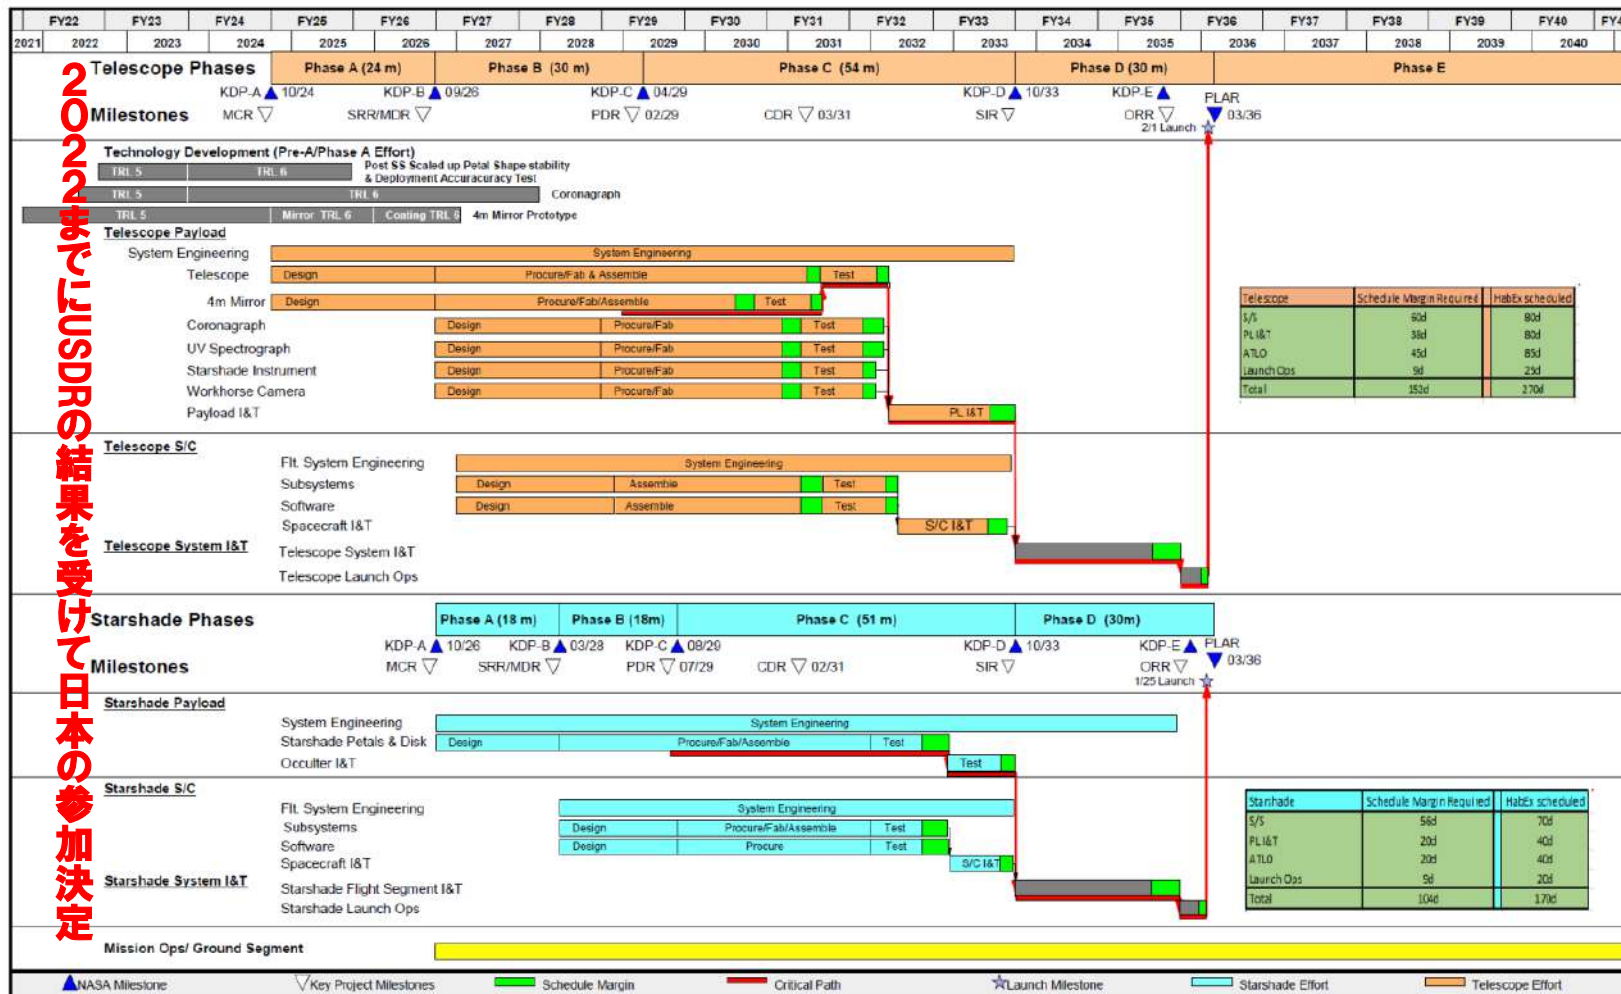 FY22 FY23 FY24 FY25 FY26 FY27 FY28 FY29 FY30 FY31 FY32 FY33 FY34 FY35 FY36 FY37 FY38 FY39 FY40
2021 2022 2023 2024 2025 2026 2027 2028 2029 2030 2031 2032 2033 2034 2035 2036 2037 2038 2039 2040
2022までにUSDRの結果を受けて日本の参加決定
Telescope Phases Phase A (24 m) Phase B (30 m) Phase C (54 m) Phase D (30 m) Phase E
KDP-A 10/24 KDP-B 09/26 KDP-C 04/29 KDP-D 10/33 KDP-E PLAR
Milestones MCR SRR/MDR PDR 02/29 CDR 03/31 SIR ORR 03/36
2/1 Launch
Technology Development (Pre-A/Phase A Effort)
TRL 5 TRL 6 Post SS Scaled up Petal Shape stability
& Deployment Accuracuracy Test
TRL 5 TRL 6 Coronagraph
TRL 5 Mirror TRL 6 Coating TRL 6 4m Mirror Prototype
Telescope Payload
System Engineering System Engineering
Telescope Design Procure/Fab & Assemble Test
4m Mirror Design Procure/Fab/Assemble Test
Coronagraph Design Procure/Fab Test
UV Spectrograph Design Procure/Fab Test
Starshade Instrument Design Procure/Fab Test
Workhorse Camera Design Procure/Fab Test
Payload I&T PL I&T
Telescope Schedule Margin Required HabEx scheduled
S/S 60d 80d
PL I&T 38d 80d
ATLO 45d 85d
Launch Ops 9d 25d
Total 152d 270d
Telescope S/C
Flt. System Engineering System Engineering
Subsystems Design Assemble Test
Software Design Assemble Test
Spacecraft I&T S/C I&T
Telescope System I&T Telescope System I&T
Telescope Launch Ops
Starshade Phases Phase A (18 m) Phase B (18m) Phase C (51 m) Phase D (30m)
KDP-A 10/26 KDP-B 03/28 KDP-C 08/29 KDP-D 10/33 KDP-E PLAR
Milestones MCR SRR/MDR PDR 07/29 CDR 02/31 SIR ORR 03/36
1/25 Launch
Starshade Payload
System Engineering System Engineering
Starshade Petals & Disk Design Procure/Fab/Assemble Test
Occulter I&T Test
Starshade S/C
Flt. System Engineering System Engineering
Subsystems Design Procure/Fab/Assemble Test
Software Design Procure Test
Spacecraft I&T S/C I&T
Starshade System I&T Starshade Flight Segment I&T
Starshade Launch Ops
Starshade Schedule Margin Required HabEx scheduled
S/S 56d 70d
PL I&T 20d 40d
ATLO 20d 40d
Launch Ops 9d 20d
Total 104d 170d
Mission Ops/ Ground Segment
NASA Milestone Key Project Milestones Schedule Margin Critical Path Launch Milestone Starshade Effort Telescope Effort